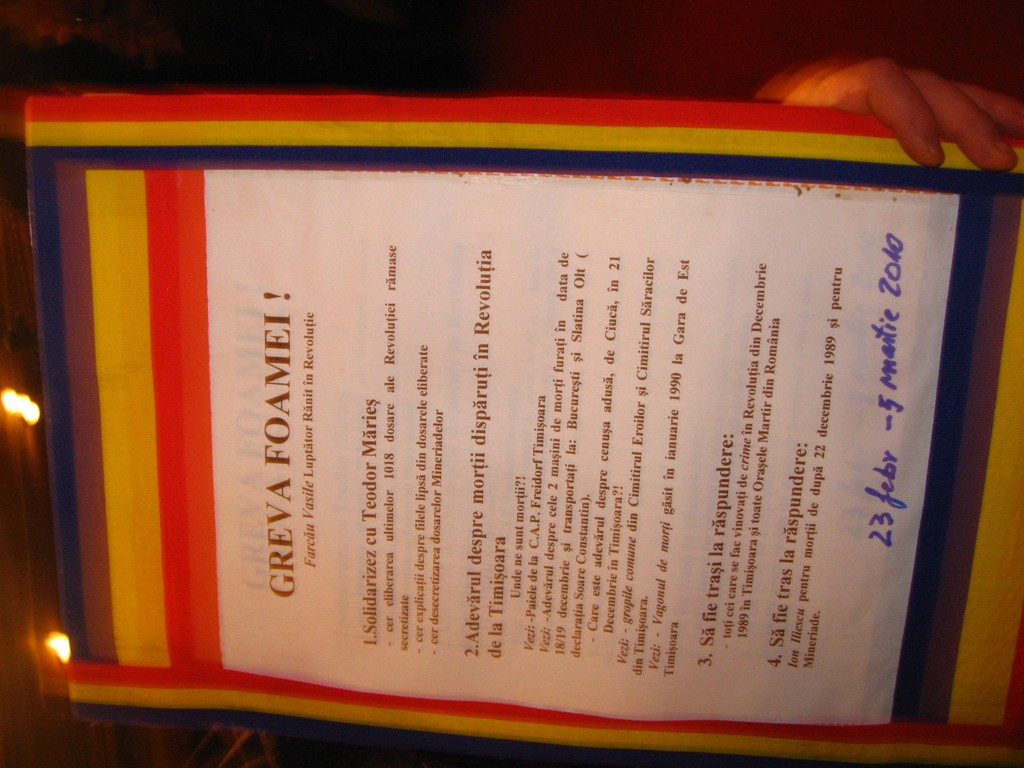 GREVA FOAMEI !
Farcău Vasile Luptător Rănit în Revoluție
1.Solidarizez cu Teodor Mărieș
- cer eliberarea ultimelor 1018 dosare ale Revoluției rămase
secretizate
- cer explicații despre filele lipsă din dosarele eliberate
- cer desecretizarea dosarelor Mineriadelor
2.Adevărul despre morții dispăruți în Revoluția
de la Timișoara
Unde ne sunt morții?!
Vezi: -Paiele de la C.A.P. Freidorf Timișoara
Vezi: -Adevărul despre cele 2 mașini de morți furați în data de
18/19 decembrie și transportați la: București și Slatina Olt (
declarația Soare Constantin).
- Care este adevărul despre cenușa adusă, de Ciucă, în 21
Decembrie în Timișoara?!
Vezi: - gropile comune din Cimitirul Eroilor și Cimitirul Săracilor
din Timișoara.
Vezi: - Vagonul de morți găsit în ianuarie 1990 la Gara de Est
Timișoara
3. Să fie trași la răspundere:
- toți cei care se fac vinovați de crime în Revoluția din Decembrie
1989 în Timișoara și toate Orașele Martir din România
4. Să fie tras la răspundere:
Ion Iliescu pentru morții de după 22 decembrie 1989 și pentru
Mineriade.
23 febr - 5 martie 2010